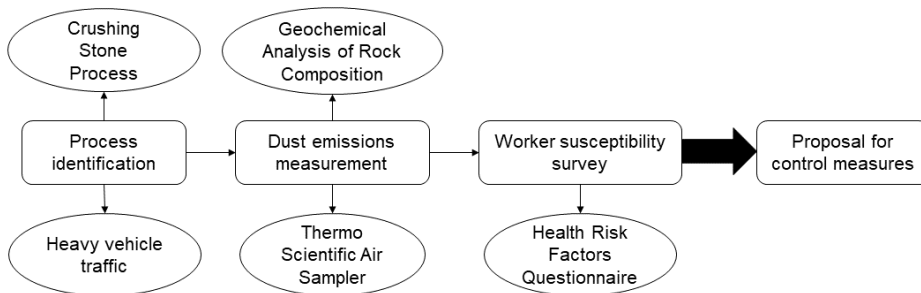 Crushing
Stone
Process
Geochemical
Analysis of Rock
Composition
Process
identification
Dust emissions
measurement
Worker susceptibility
survey
Proposal for
control measures
Heavy vehicle
traffic
Thermo
Scientific Air
Sampler
Health Risk
Factors
Questionnaire